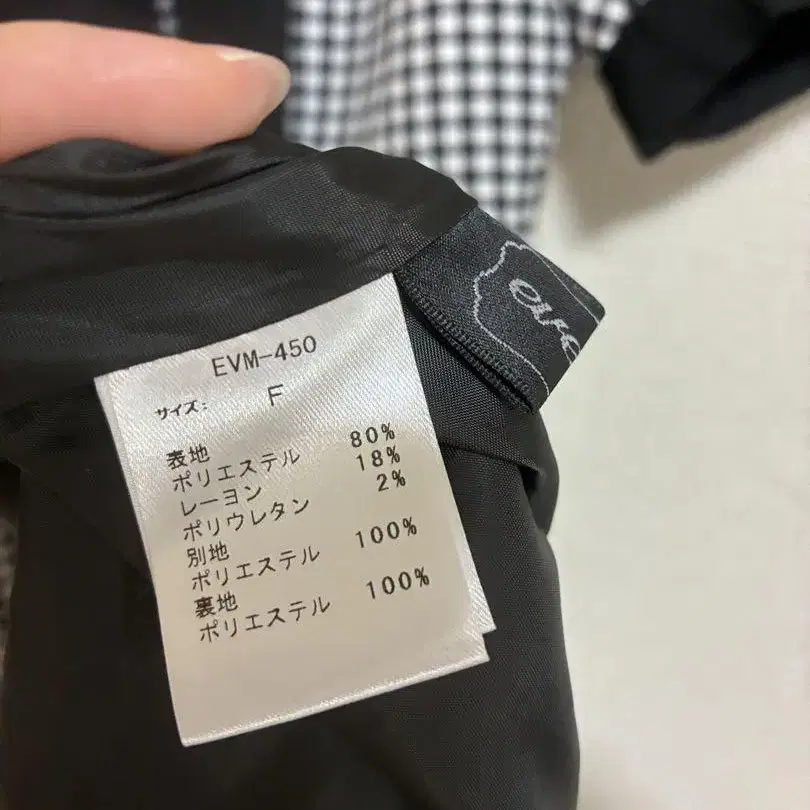 EVM-450
サイズ: F
表地
ポリエステル 80%
レーヨン 18%
ポリウレタン 2%
別地
ポリエステル 100%
裏地
ポリエステル 100%